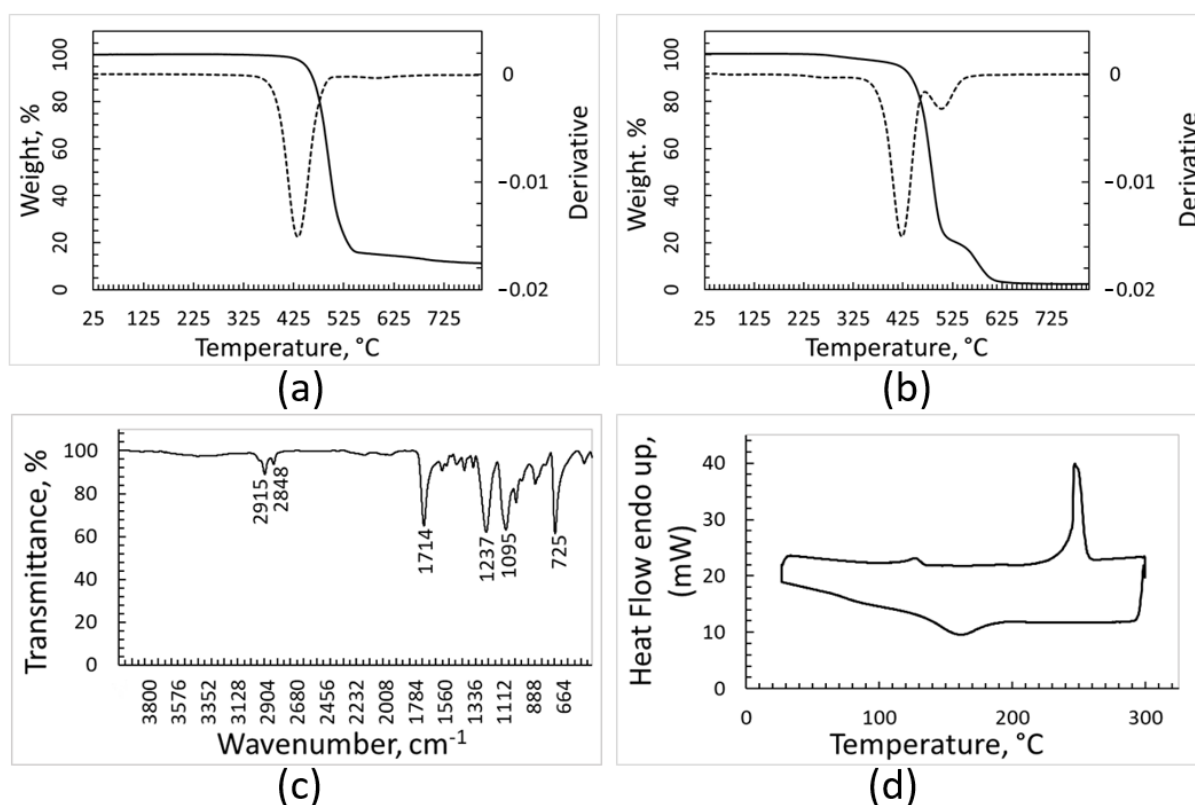 100
80
60
40
20
0
Weight, %
0
−0.01
−0.02
Derivative
25 125 225 325 425 525 625 725
Temperature, °C
(a)
100
80
60
40
20
0
Weight. %
0
−0.01
−0.02
Derivative
25 125 225 325 425 525 625 725
Temperature, °C
(b)
100
80
60
40
20
0
Transmittance, %
2915
2848
1714
1237
1095
725
3800 3576 3352 3128 2904 2680 2456 2232 2008 1784 1560 1336 1112 888 664
Wavenumber, cm⁻¹
(c)
40
30
20
10
0
Heat Flow endo up,
(mW)
0 100 200 300
Temperature, °C
(d)